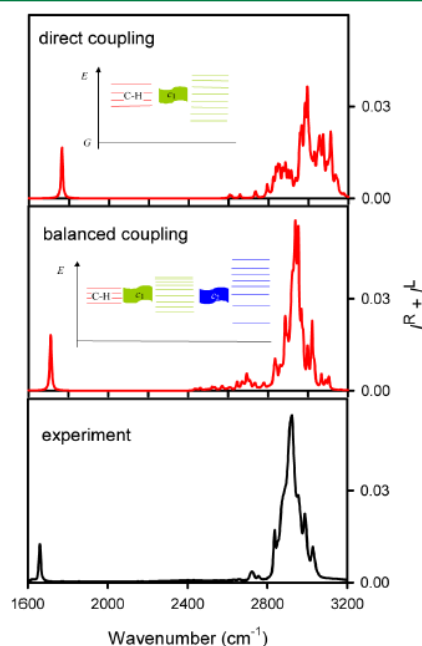 direct coupling
E
C-H
c₁
G
0.03
0.00
balanced coupling
E
C-H
c₁
c₂
0.03
0.00
I^R + I^L
experiment
0.03
0.00
1600 2000 2400 2800 3200
Wavenumber (cm⁻¹)